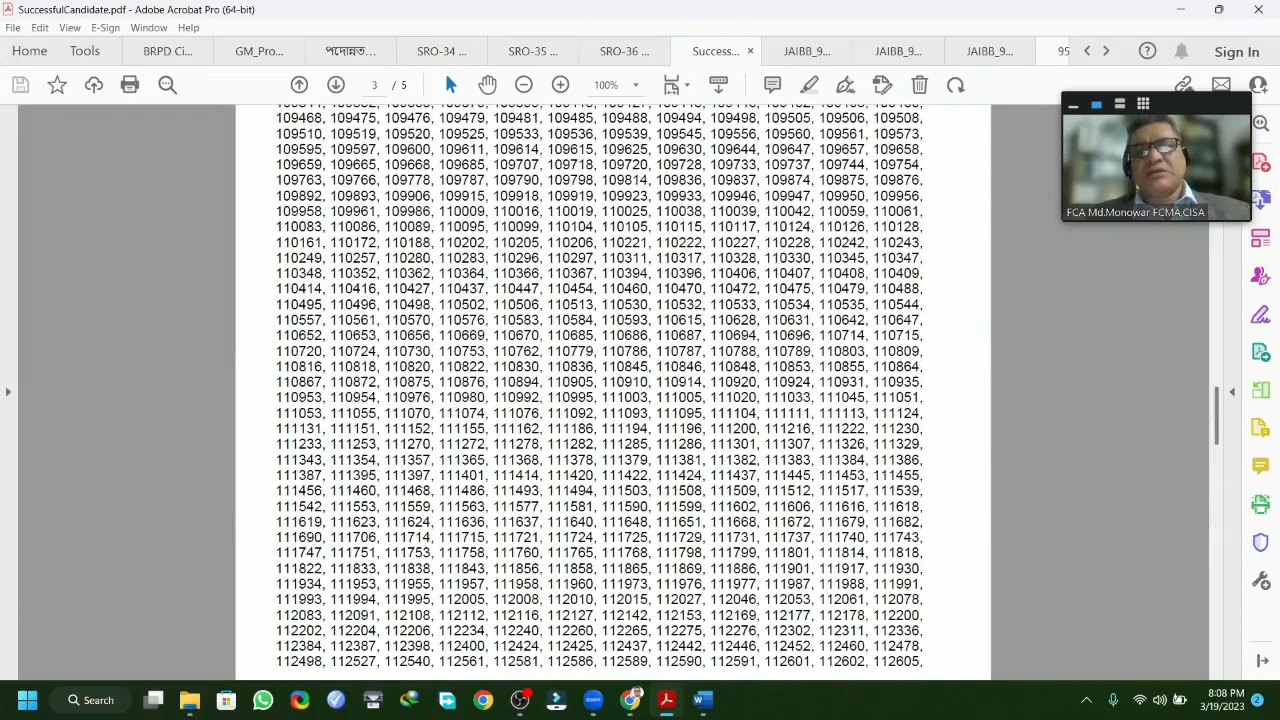 SuccessfulCandidate.pdf - Adobe Acrobat Pro (64-bit)
File Edit View E-Sign Window Help
Home Tools BRPD Ci... GM_Pro... পদোন্নত... SRO-34 ... SRO-35 ... SRO-36 ... Success... × JAIBB_9... JAIBB_9... JAIBB_9... 95 Sign In
3 / 5 100%
109468, 109475, 109476, 109479, 109481, 109485, 109488, 109494, 109498, 109505, 109506, 109508,
109510, 109519, 109520, 109525, 109533, 109536, 109539, 109545, 109556, 109560, 109561, 109573,
109595, 109597, 109600, 109611, 109614, 109615, 109625, 109630, 109644, 109647, 109657, 109658,
109659, 109665, 109668, 109685, 109707, 109718, 109720, 109728, 109733, 109737, 109744, 109754,
109763, 109766, 109778, 109787, 109790, 109798, 109814, 109836, 109837, 109874, 109875, 109876,
109892, 109893, 109906, 109915, 109918, 109919, 109923, 109933, 109946, 109947, 109950, 109956,
109958, 109961, 109986, 110009, 110016, 110019, 110025, 110038, 110039, 110042, 110059, 110061,
110083, 110086, 110089, 110095, 110099, 110104, 110105, 110115, 110117, 110124, 110126, 110128,
110161, 110172, 110188, 110202, 110205, 110206, 110221, 110222, 110227, 110228, 110242, 110243,
110249, 110257, 110280, 110283, 110296, 110297, 110311, 110317, 110328, 110330, 110345, 110347,
110348, 110352, 110362, 110364, 110366, 110367, 110394, 110396, 110406, 110407, 110408, 110409,
110414, 110416, 110427, 110437, 110447, 110454, 110460, 110470, 110472, 110475, 110479, 110488,
110495, 110496, 110498, 110502, 110506, 110513, 110530, 110532, 110533, 110534, 110535, 110544,
110557, 110561, 110570, 110576, 110583, 110584, 110593, 110615, 110628, 110631, 110642, 110647,
110652, 110653, 110656, 110669, 110670, 110685, 110686, 110687, 110694, 110696, 110714, 110715,
110720, 110724, 110730, 110753, 110762, 110779, 110786, 110787, 110788, 110789, 110803, 110809,
110816, 110818, 110820, 110822, 110830, 110836, 110845, 110846, 110848, 110853, 110855, 110864,
110867, 110872, 110875, 110876, 110894, 110905, 110910, 110914, 110920, 110924, 110931, 110935,
110953, 110954, 110976, 110980, 110992, 110995, 111003, 111005, 111020, 111033, 111045, 111051,
111053, 111055, 111070, 111074, 111076, 111092, 111093, 111095, 111104, 111111, 111113, 111124,
111131, 111151, 111152, 111155, 111162, 111186, 111194, 111196, 111200, 111216, 111222, 111230,
111233, 111253, 111270, 111272, 111278, 111282, 111285, 111286, 111301, 111307, 111326, 111329,
111343, 111354, 111357, 111365, 111368, 111378, 111379, 111381, 111382, 111383, 111384, 111386,
111387, 111395, 111397, 111401, 111414, 111420, 111422, 111424, 111437, 111445, 111453, 111455,
111456, 111460, 111468, 111486, 111493, 111494, 111503, 111508, 111509, 111512, 111517, 111539,
111542, 111553, 111559, 111563, 111577, 111581, 111590, 111599, 111602, 111606, 111616, 111618,
111619, 111623, 111624, 111636, 111637, 111640, 111648, 111651, 111668, 111672, 111679, 111682,
111690, 111706, 111714, 111715, 111721, 111724, 111725, 111729, 111731, 111737, 111740, 111743,
111747, 111751, 111753, 111758, 111760, 111765, 111768, 111798, 111799, 111801, 111814, 111818,
111822, 111833, 111838, 111843, 111856, 111858, 111865, 111869, 111886, 111901, 111917, 111930,
111934, 111953, 111955, 111957, 111958, 111960, 111973, 111976, 111977, 111987, 111988, 111991,
111993, 111994, 111995, 112005, 112008, 112010, 112015, 112027, 112046, 112053, 112061, 112078,
112083, 112091, 112108, 112112, 112116, 112127, 112142, 112153, 112169, 112177, 112178, 112200,
112202, 112204, 112206, 112234, 112240, 112260, 112265, 112275, 112276, 112302, 112311, 112336,
112384, 112387, 112398, 112400, 112424, 112425, 112437, 112442, 112446, 112452, 112460, 112478,
112498, 112527, 112540, 112561, 112581, 112586, 112589, 112590, 112591, 112601, 112602, 112605,
FCA Md.Monowar FCMA,CISA
Search
8:08 PM
3/19/2023
2